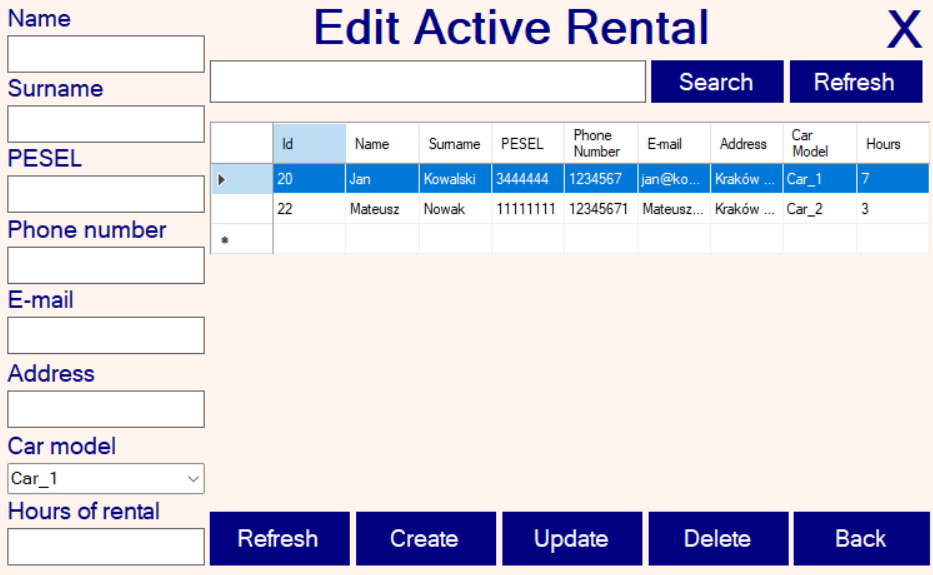 Edit Active Rental X
Name
Surname
PESEL
Phone number
E-mail
Address
Car model
Car_1
Hours of rental
Search Refresh
Id Name Surname PESEL Phone Number E-mail Address Car Model Hours
20 Jan Kowalski 3444444 1234567 jan@ko... Kraków ... Car_1 7
22 Mateusz Nowak 11111111 12345671 Mateusz... Kraków ... Car_2 3
Refresh Create Update Delete Back